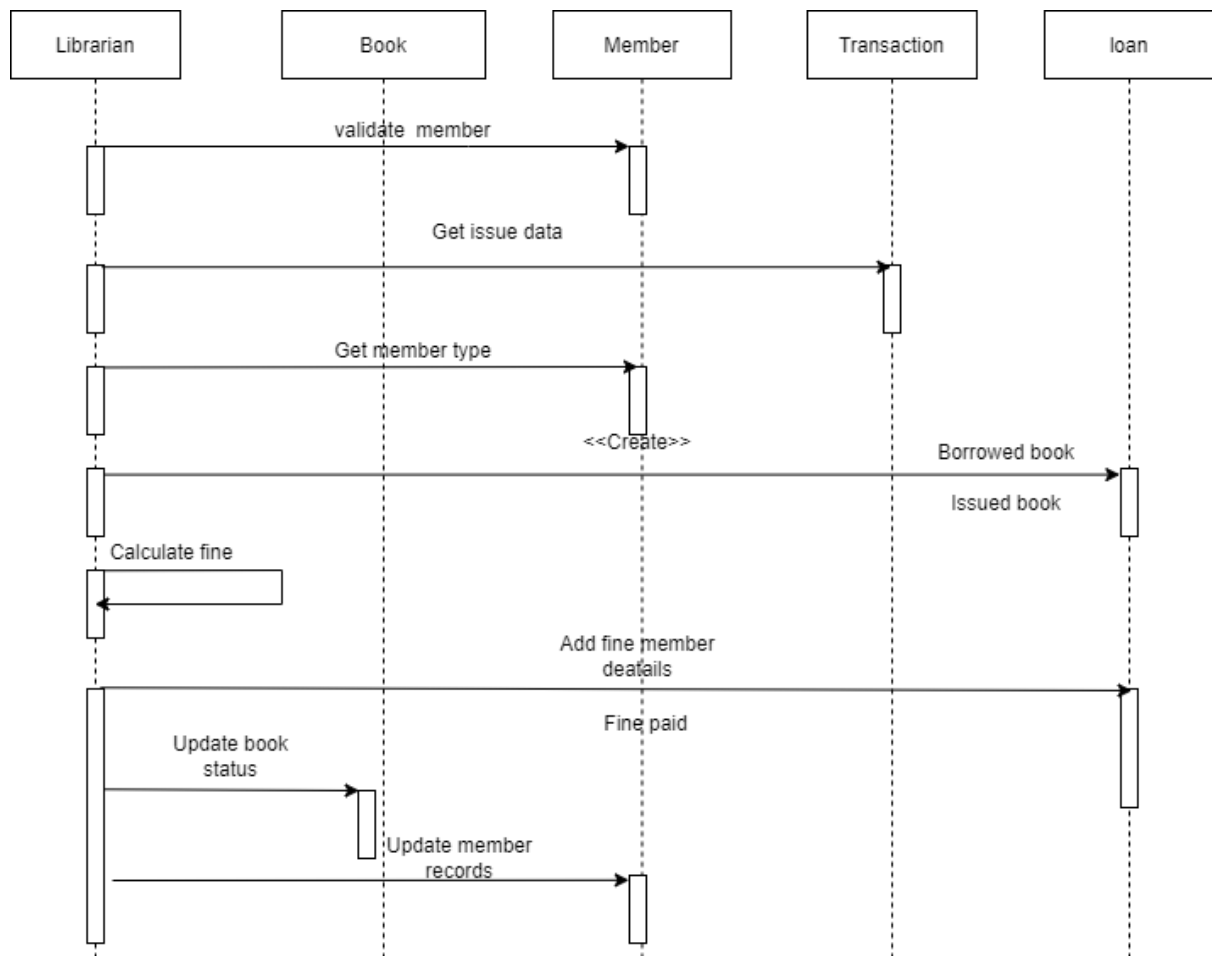 Librarian
Book
Member
Transaction
loan
validate  member
Get issue data
Get member type
<<Create>>
Borrowed book
Issued book
Calculate fine
Add fine member
deatails
Fine paid
Update book
status
Update member
records